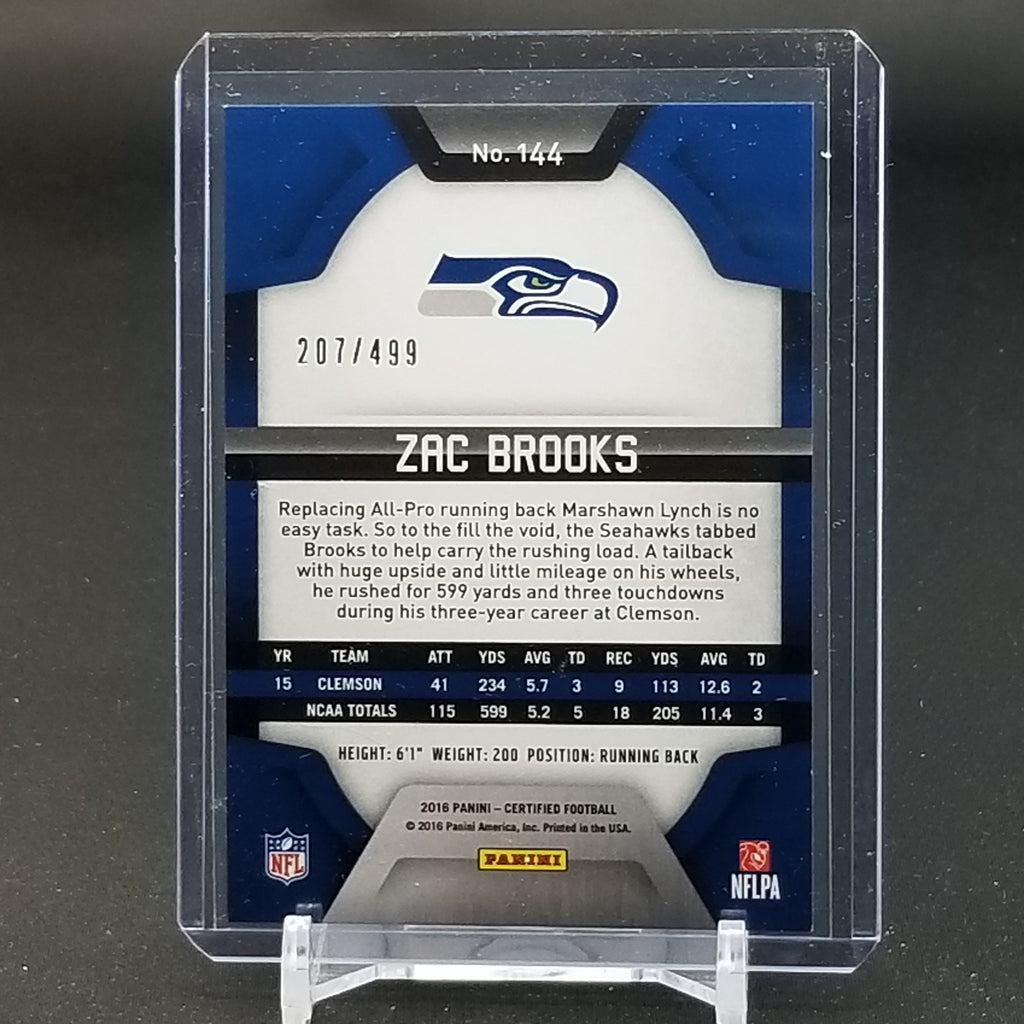 No. 144
207/499
ZAC BROOKS
Replacing All-Pro running back Marshawn Lynch is no
easy task. So to the fill the void, the Seahawks tabbed
Brooks to help carry the rushing load. A tailback
with huge upside and little mileage on his wheels,
he rushed for 599 yards and three touchdowns
during his three-year career at Clemson.
YR TEAM ATT YDS AVG TD REC YDS AVG TD
15 CLEMSON 41 234 5.7 3 9 113 12.6 2
NCAA TOTALS 115 599 5.2 5 18 205 11.4 3
HEIGHT: 6'1" WEIGHT: 200 POSITION: RUNNING BACK
2016 PANINI – CERTIFIED FOOTBALL
© 2016 Panini America, Inc. Printed in the USA.
NFL
PANINI
NFLPA